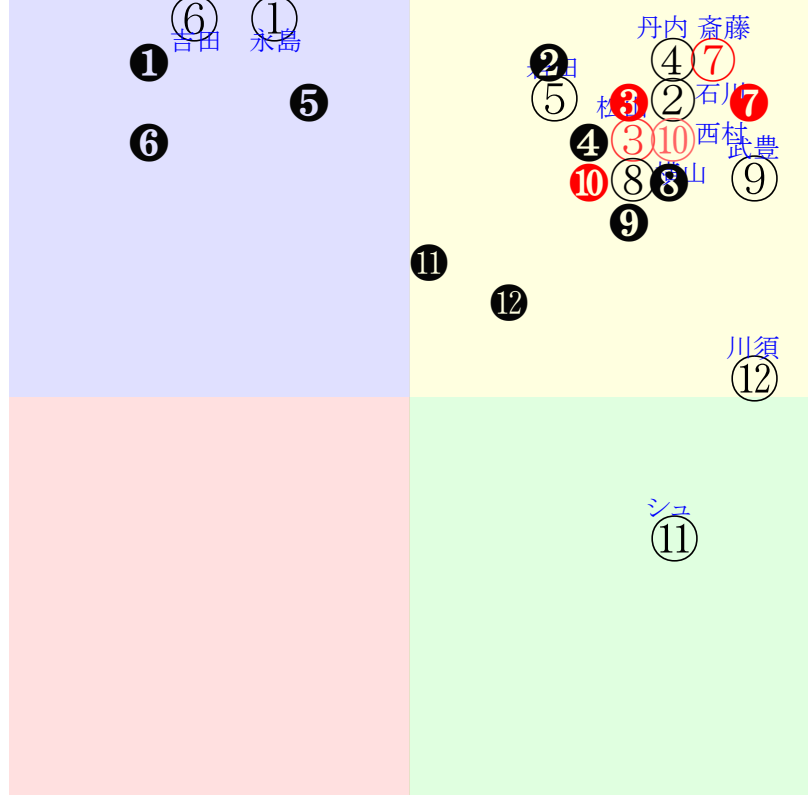 ⑥ ①
吉田 永島
❶
❺
❻
丹内 斎藤
❷ ④ ⑦
⑤ ❸ ② 石川 ❼
❹ ③ ⑩ 西村
武豊
❿ ⑧ ❽ ⑨
❾
⓫
⓬
川須
⑫
シュ
⑪